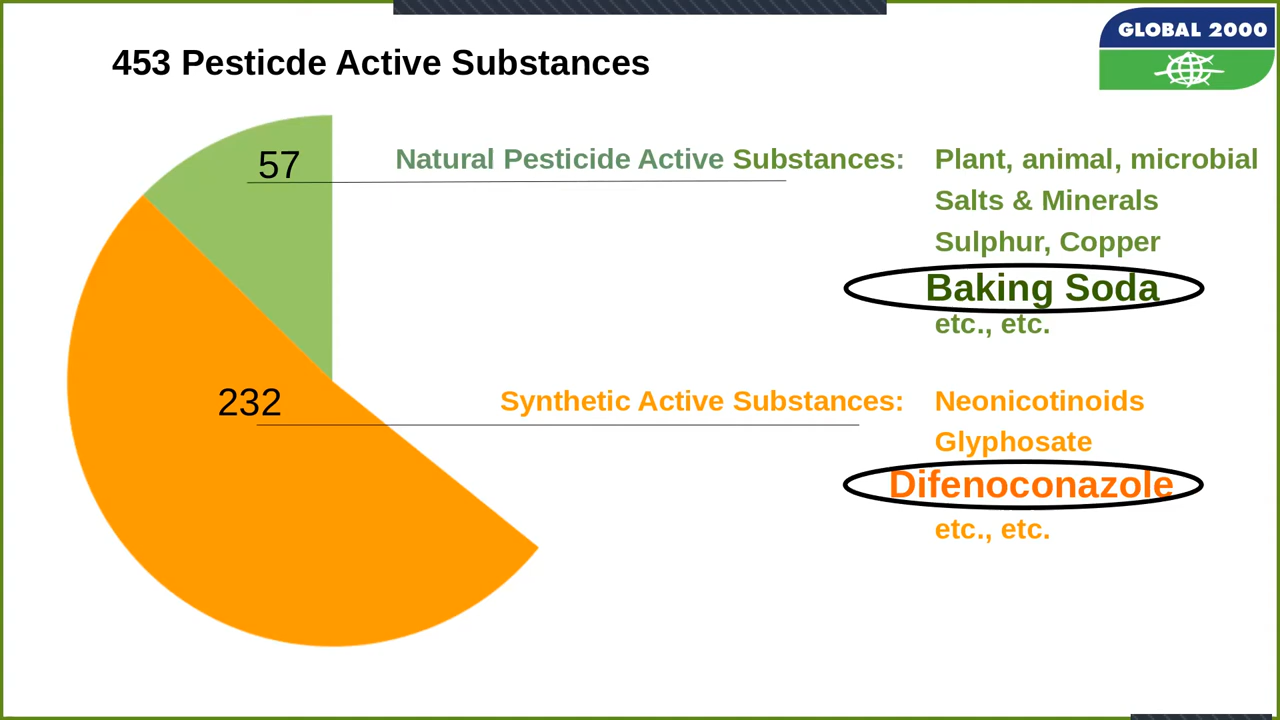 GLOBAL 2000
453 Pesticde Active Substances
57
Natural Pesticide Active Substances: Plant, animal, microbial
Salts & Minerals
Sulphur, Copper
Baking Soda
etc., etc.
232
Synthetic Active Substances: Neonicotinoids
Glyphosate
Difenoconazole
etc., etc.